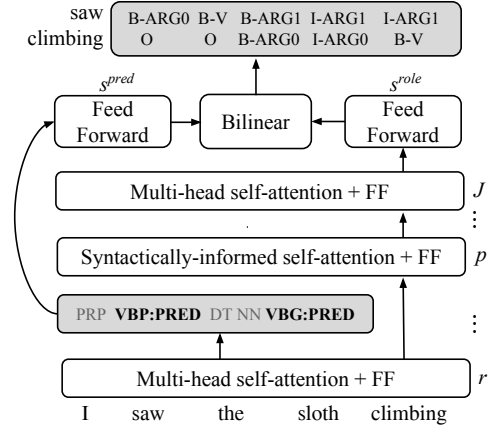 saw B-ARG0 B-V B-ARG1 I-ARG1 I-ARG1
climbing O O B-ARG0 I-ARG0 B-V
s^pred s^role
Feed Forward Bilinear Feed Forward
Multi-head self-attention + FF J
⋮
Syntactically-informed self-attention + FF p
PRP VBP:PRED DT NN VBG:PRED ⋮
Multi-head self-attention + FF r
I saw the sloth climbing